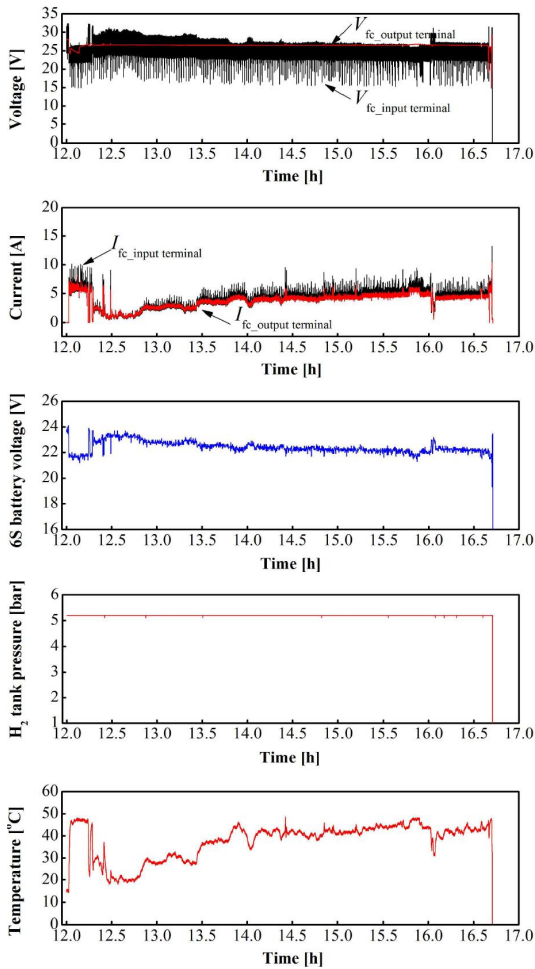 35
30
25
20
15
10
5
0
Voltage [V]
V fc_output terminal
V fc_input terminal
12.0 12.5 13.0 13.5 14.0 14.5 15.0 15.5 16.0 16.5 17.0
Time [h]
20
15
10
5
0
Current [A]
I fc_input terminal
I fc_output terminal
12.0 12.5 13.0 13.5 14.0 14.5 15.0 15.5 16.0 16.5 17.0
Time [h]
26
24
22
20
18
16
6S battery voltage [V]
12.0 12.5 13.0 13.5 14.0 14.5 15.0 15.5 16.0 16.5 17.0
Time [h]
6
5
4
3
2
1
H2 tank pressure [bar]
12.0 12.5 13.0 13.5 14.0 14.5 15.0 15.5 16.0 16.5 17.0
Time [h]
60
50
40
30
20
10
0
Temperature [°C]
12.0 12.5 13.0 13.5 14.0 14.5 15.0 15.5 16.0 16.5 17.0
Time [h]